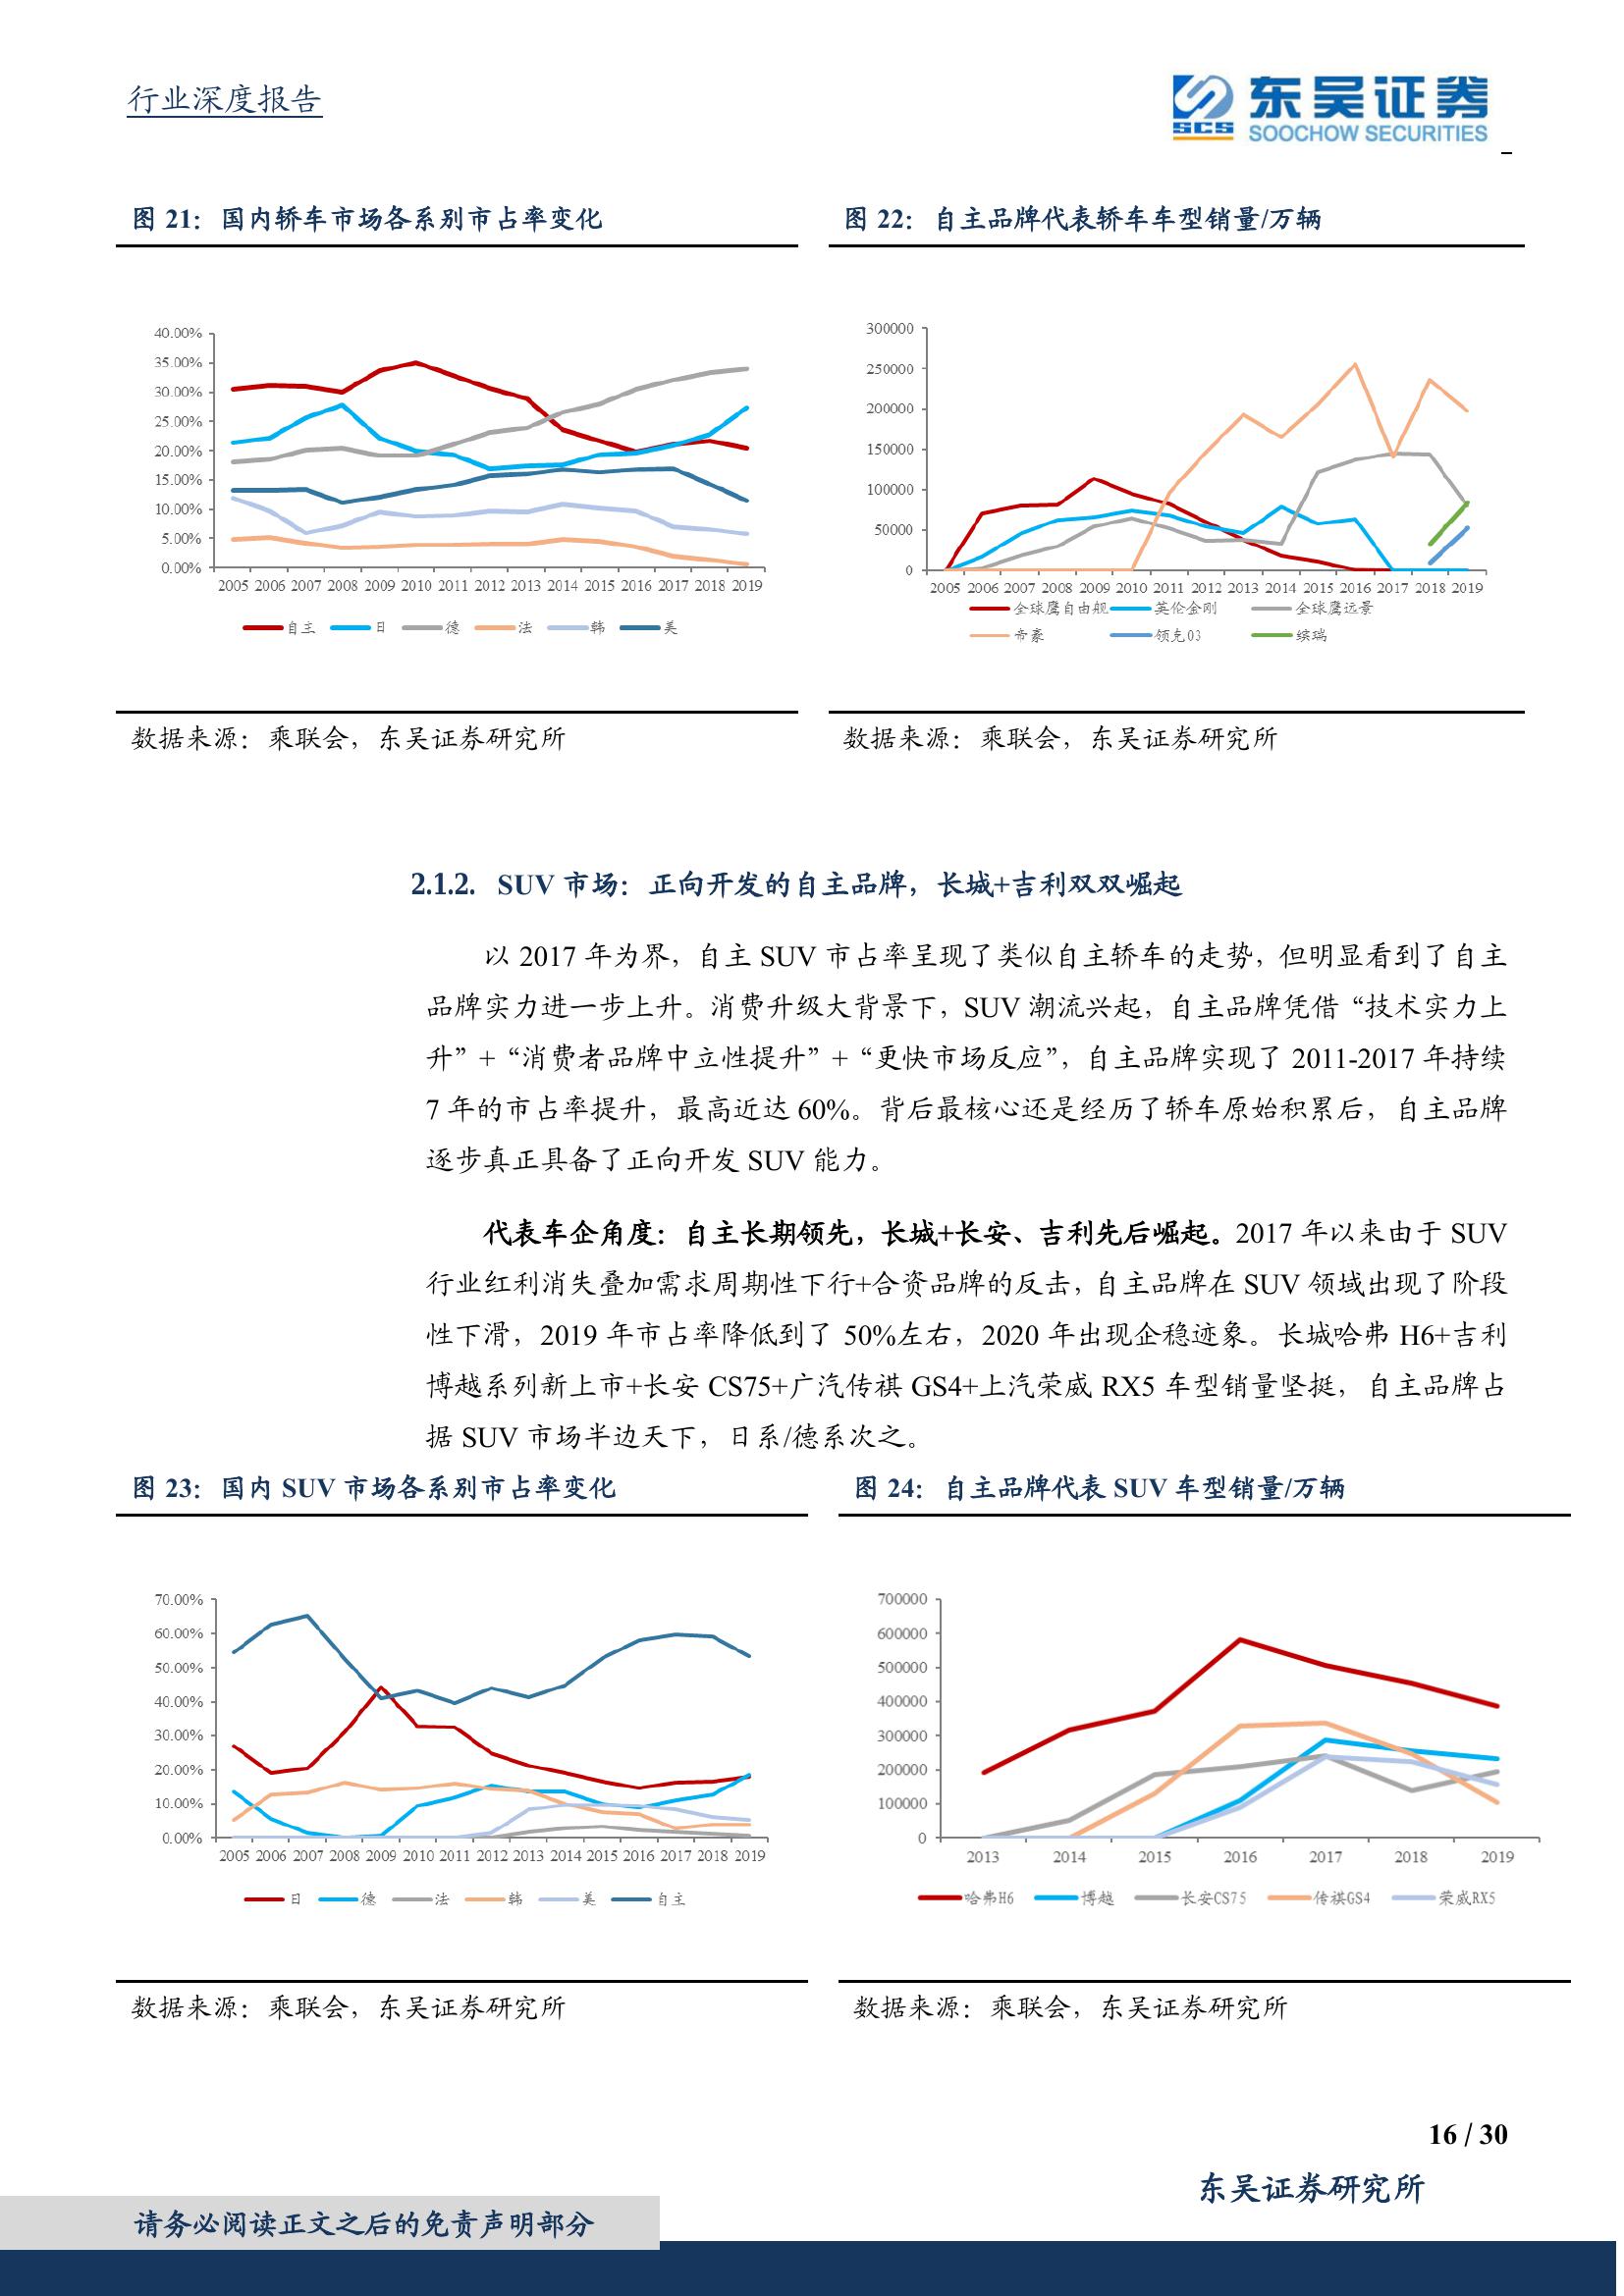 行业深度报告
东吴证券
SCS
SOOCHOW SECURITIES
图 21：国内轿车市场各系别市占率变化
40.00%
35.00%
30.00%
25.00%
20.00%
15.00%
10.00%
5.00%
0.00%
2005 2006 2007 2008 2009 2010 2011 2012 2013 2014 2015 2016 2017 2018 2019
自主 日 德 法 韩 美
数据来源：乘联会，东吴证券研究所
图 22：自主品牌代表轿车车型销量/万辆
300000
250000
200000
150000
100000
50000
0
2005 2006 2007 2008 2009 2010 2011 2012 2013 2014 2015 2016 2017 2018 2019
全球鹰自由舰 英伦金刚 全球鹰远景
帝豪 领克03 缤瑞
数据来源：乘联会，东吴证券研究所
2.1.2. SUV 市场：正向开发的自主品牌，长城+吉利双双崛起
以 2017 年为界，自主 SUV 市占率呈现了类似自主轿车的走势，但明显看到了自主
品牌实力进一步上升。消费升级大背景下，SUV 潮流兴起，自主品牌凭借“技术实力上
升”+“消费者品牌中立性提升”+“更快市场反应”，自主品牌实现了 2011-2017 年持续
7 年的市占率提升，最高近达 60%。背后最核心还是经历了轿车原始积累后，自主品牌
逐步真正具备了正向开发 SUV 能力。
代表车企角度：自主长期领先，长城+长安、吉利先后崛起。2017 年以来由于 SUV
行业红利消失叠加需求周期性下行+合资品牌的反击，自主品牌在 SUV 领域出现了阶段
性下滑，2019 年市占率降低到了 50%左右，2020 年出现企稳迹象。长城哈弗 H6+吉利
博越系列新上市+长安 CS75+广汽传祺 GS4+上汽荣威 RX5 车型销量坚挺，自主品牌占
据 SUV 市场半边天下，日系/德系次之。
图 23：国内 SUV 市场各系别市占率变化
70.00%
60.00%
50.00%
40.00%
30.00%
20.00%
10.00%
0.00%
2005 2006 2007 2008 2009 2010 2011 2012 2013 2014 2015 2016 2017 2018 2019
日 德 法 韩 美 自主
数据来源：乘联会，东吴证券研究所
图 24：自主品牌代表 SUV 车型销量/万辆
700000
600000
500000
400000
300000
200000
100000
0
2013 2014 2015 2016 2017 2018 2019
哈弗H6 博越 长安CS75 传祺GS4 荣威RX5
数据来源：乘联会，东吴证券研究所
16 / 30
东吴证券研究所
请务必阅读正文之后的免责声明部分